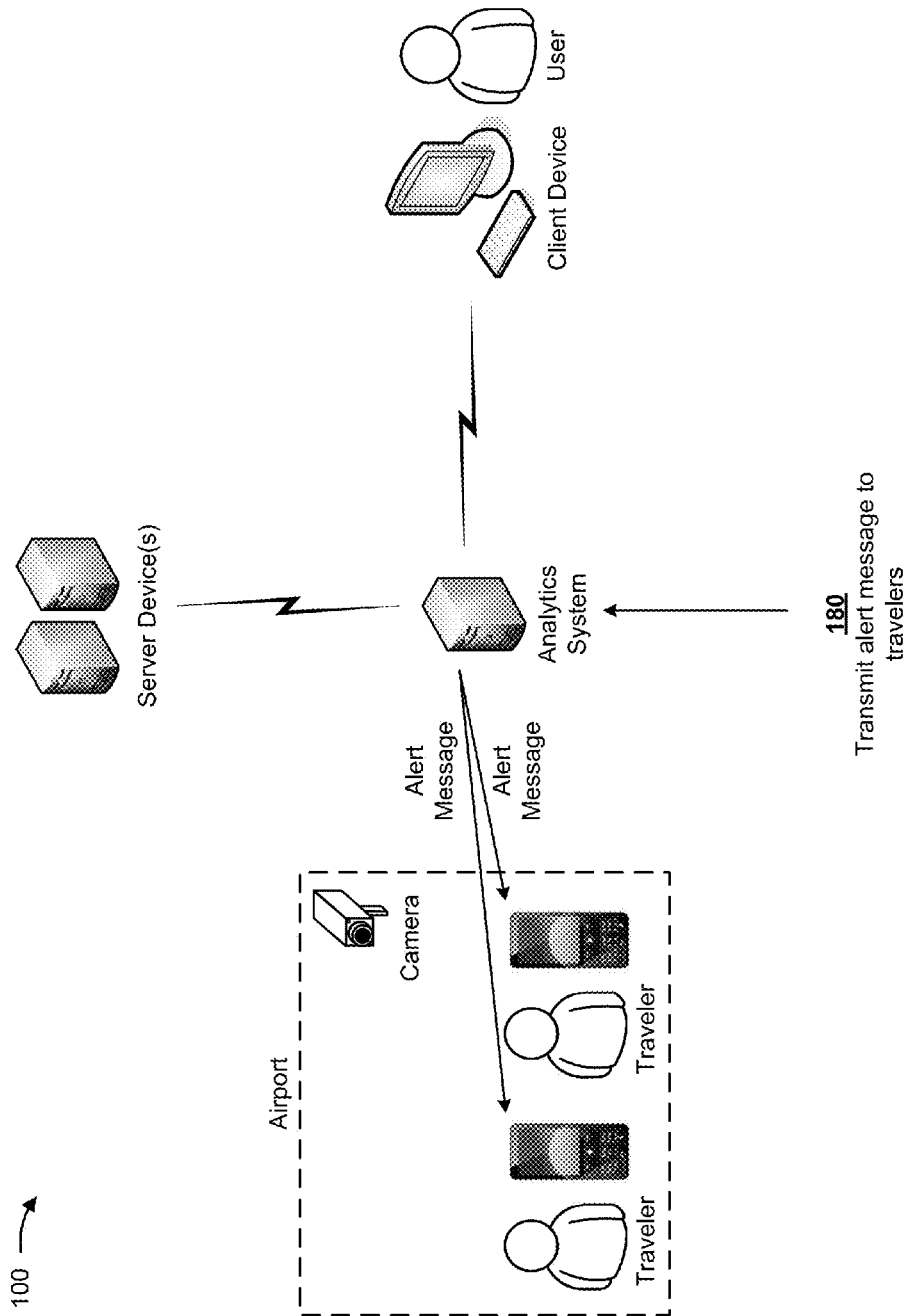 100
Server Device(s)
Airport
Camera
Alert
Message
Alert
Message
Analytics
System
Client Device
User
Traveler
Traveler
180
Transmit alert message to
travelers